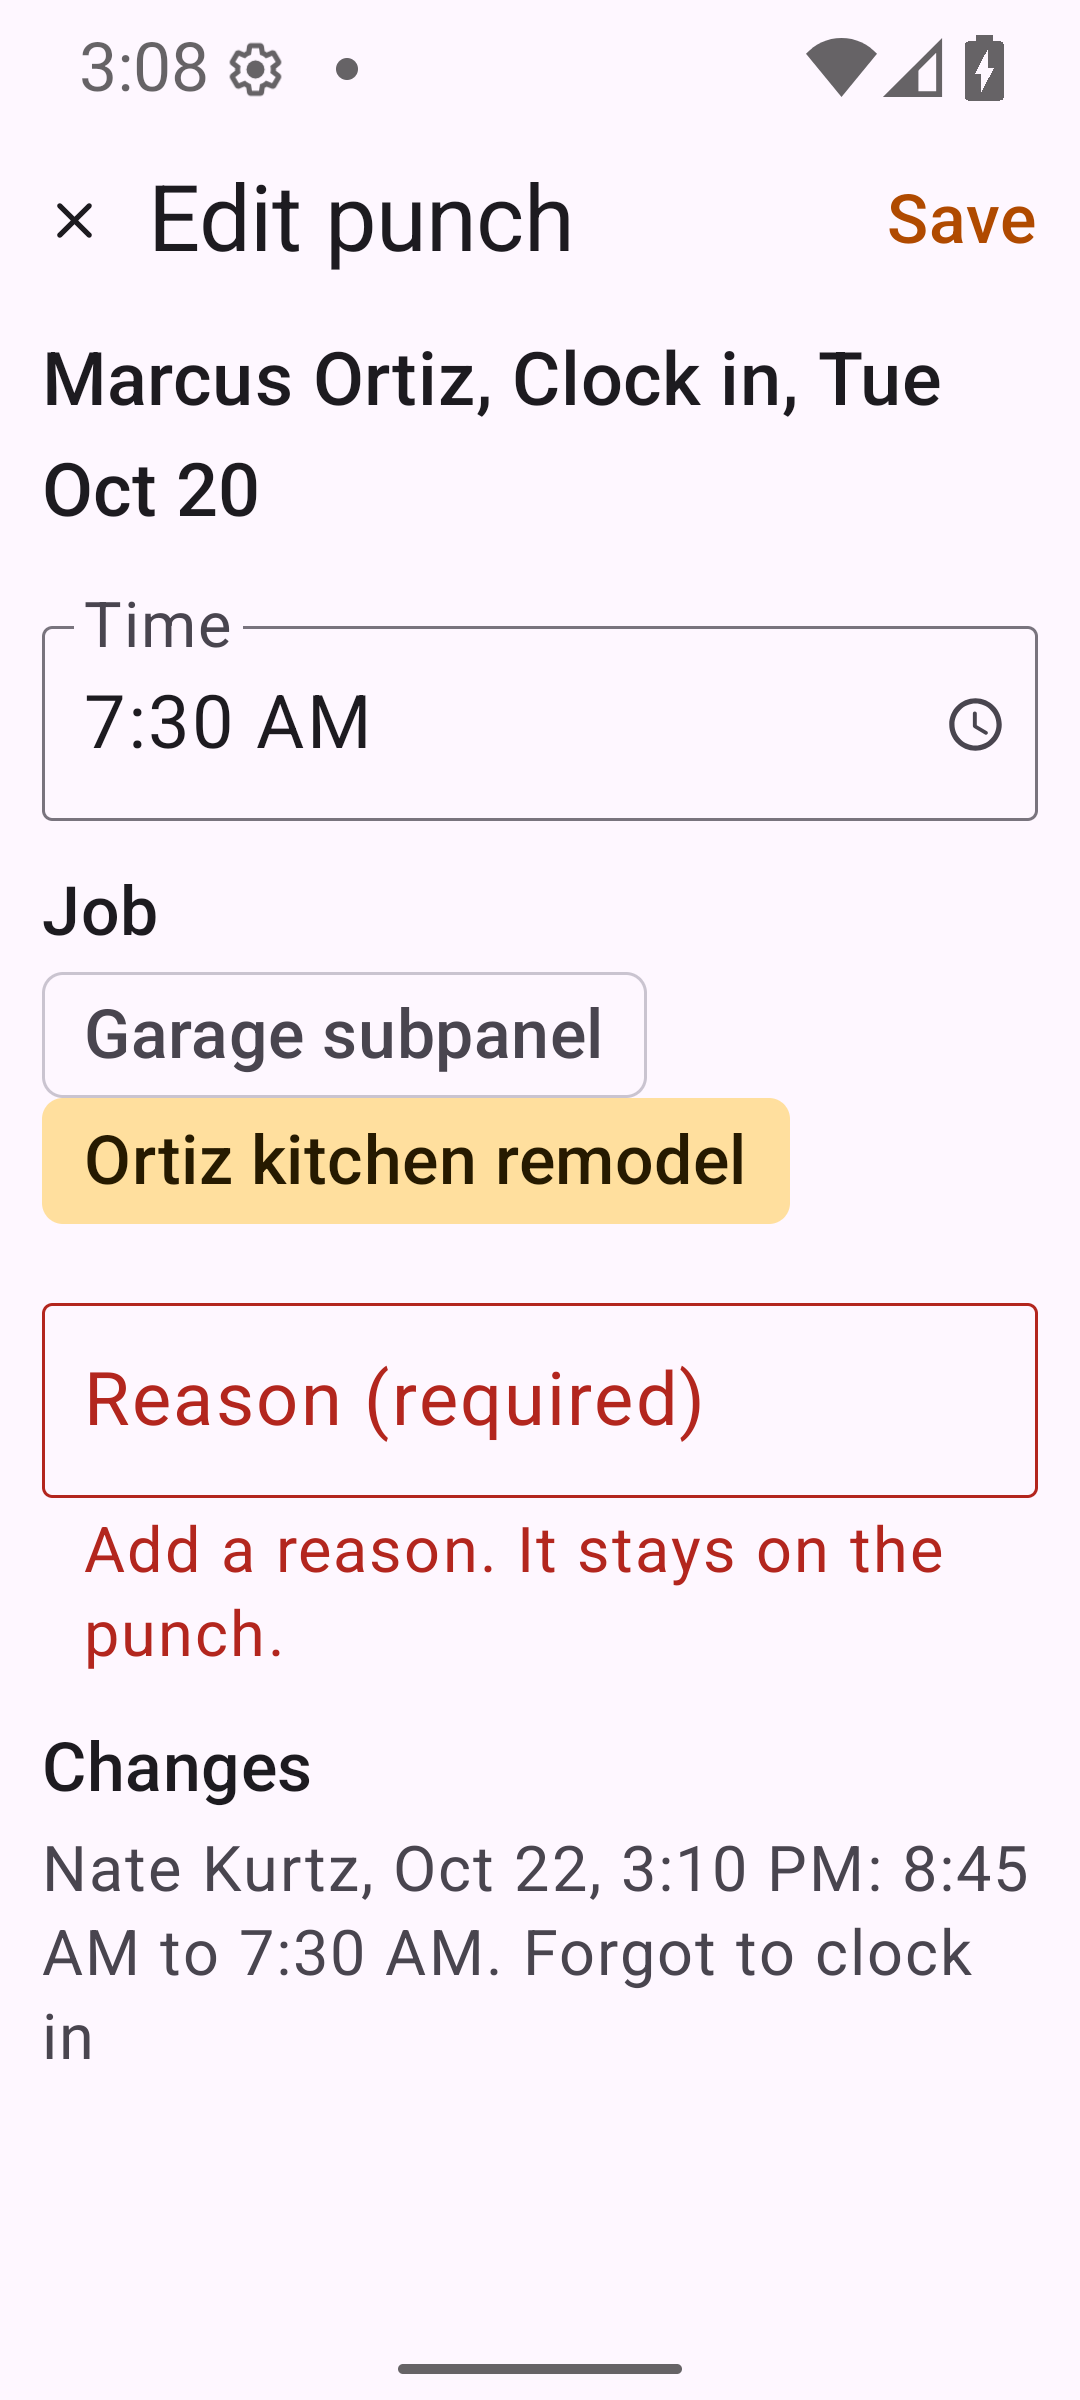 3:08
Edit punch
Save
Marcus Ortiz, Clock in, Tue
Oct 20
Time
7:30 AM
Job
Garage subpanel
Ortiz kitchen remodel
Reason (required)
Add a reason. It stays on the
punch.
Changes
Nate Kurtz, Oct 22, 3:10 PM: 8:45
AM to 7:30 AM. Forgot to clock
in